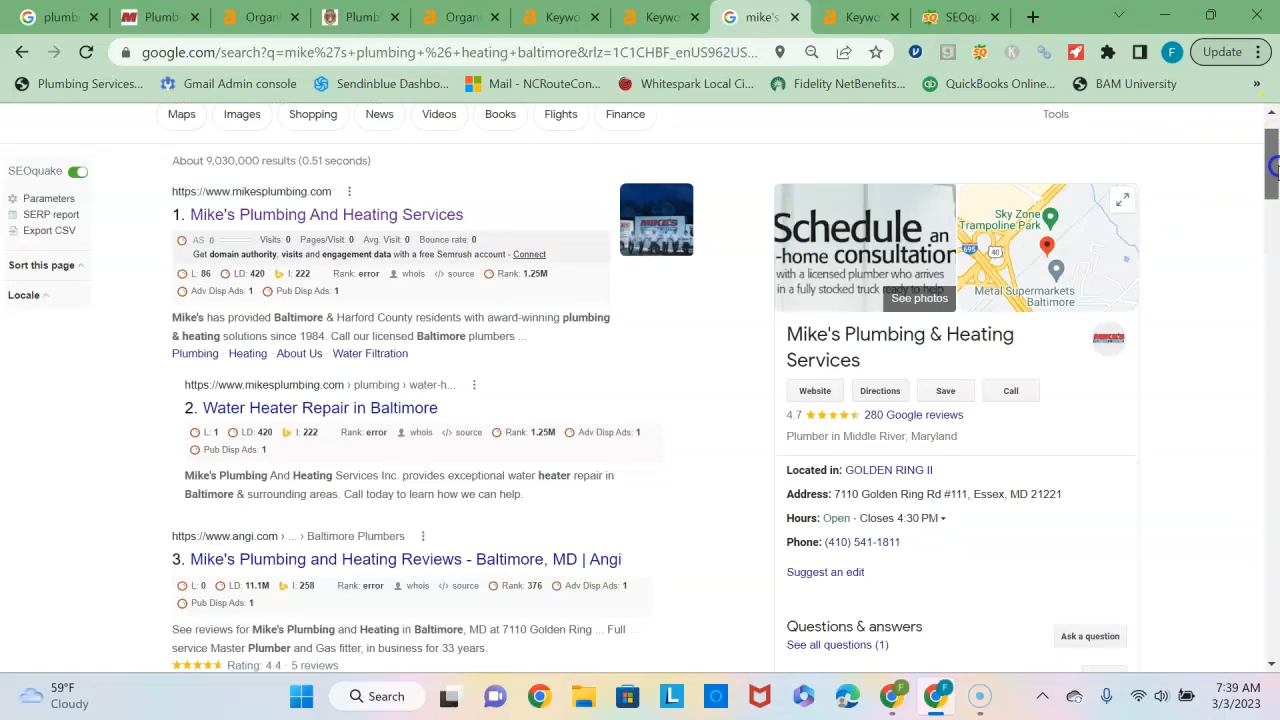 plumb
Plumb
Organ
Plumb
Organ
Keywo
Keywo
mike's
Keywo
SEOqu
google.com/search?q=mike%27s+plumbing+%26+heating+baltimore&rlz=1C1CHBF_enUS962US...
Update
Plumbing Services...
Gmail Admin console
Sendinblue Dashbo...
Mail - NCRouteCon...
Whitespark Local Ci...
Fidelity NetBenefits...
QuickBooks Online...
BAM University
»
Maps
Images
Shopping
News
Videos
Books
Flights
Finance
Tools
SEOquake
Parameters
SERP report
Export CSV
Sort this page
Locale
About 9,030,000 results (0.51 seconds)
https://www.mikesplumbing.com
1. Mike's Plumbing And Heating Services
AS 0 Visits: 0 Pages/Visit 0 Avg. Visit: 0 Bounce rate: 0
Get domain authority, visits and engagement data with a free Semrush account - Connect
L: 86 LD: 420 I: 222 Rank: error whois </> source Rank: 1.25M
Adv Disp Ads: 1 Pub Disp Ads: 1
Mike's has provided Baltimore & Harford County residents with award-winning plumbing
& heating solutions since 1984. Call our licensed Baltimore plumbers ...
Plumbing · Heating · About Us · Water Filtration
https://www.mikesplumbing.com › plumbing › water-h...
2. Water Heater Repair in Baltimore
L: 1 LD: 420 I: 222 Rank: error whois </> source Rank: 1.25M Adv Disp Ads: 1
Pub Disp Ads: 1
Mike's Plumbing And Heating Services Inc. provides exceptional water heater repair in
Baltimore & surrounding areas. Call today to learn how we can help.
https://www.angi.com › ... › Baltimore Plumbers
3. Mike's Plumbing and Heating Reviews - Baltimore, MD | Angi
L: 0 LD: 11.1M I: 258 Rank: error whois </> source Rank: 376 Adv Disp Ads: 1
Pub Disp Ads: 1
See reviews for Mike's Plumbing and Heating in Baltimore, MD at 7110 Golden Ring ... Full
service Master Plumber and Gas fitter, in business for 33 years.
Rating: 4.4 · 5 reviews
MIKE'S
Schedule an
-home consultation
with a licensed plumber who arrives
in a fully stocked truck ready to help
See photos
Sky Zone
Trampoline Park
695
40
Metal Supermarkets
Baltimore
Mike's Plumbing & Heating
Services
Website
Directions
Save
Call
4.7 280 Google reviews
Plumber in Middle River, Maryland
Located in: GOLDEN RING II
Address: 7110 Golden Ring Rd #111, Essex, MD 21221
Hours: Open · Closes 4:30 PM
Phone: (410) 541-1811
Suggest an edit
Questions & answers
See all questions (1)
Ask a question
59°F
Cloudy
Search
7:39 AM
3/3/2023